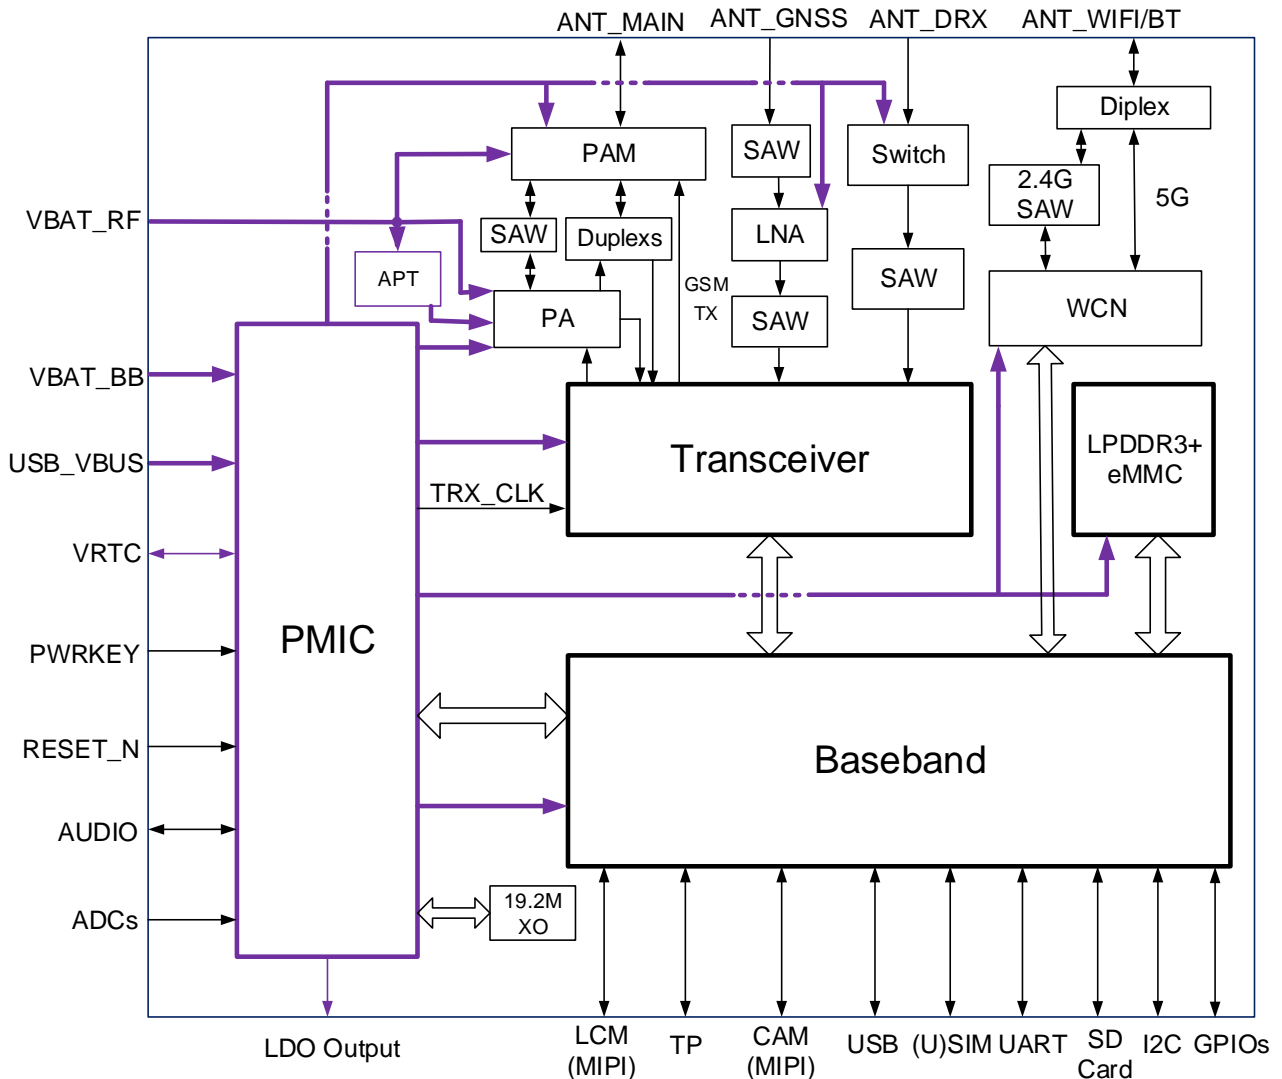 ANT_MAIN
ANT_GNSS
ANT_DRX
ANT_WIFI/BT
Diplex
PAM
SAW
Switch
2.4G
SAW
5G
VBAT_RF
SAW
Duplexs
LNA
APT
SAW
GSM
TX
PA
SAW
WCN
VBAT_BB
USB_VBUS
Transceiver
LPDDR3+
eMMC
TRX_CLK
VRTC
PMIC
PWRKEY
RESET_N
Baseband
AUDIO
ADCs
19.2M
XO
LDO Output
LCM
(MIPI)
TP
CAM
(MIPI)
USB
(U)SIM
UART
SD
Card
I2C
GPIOs